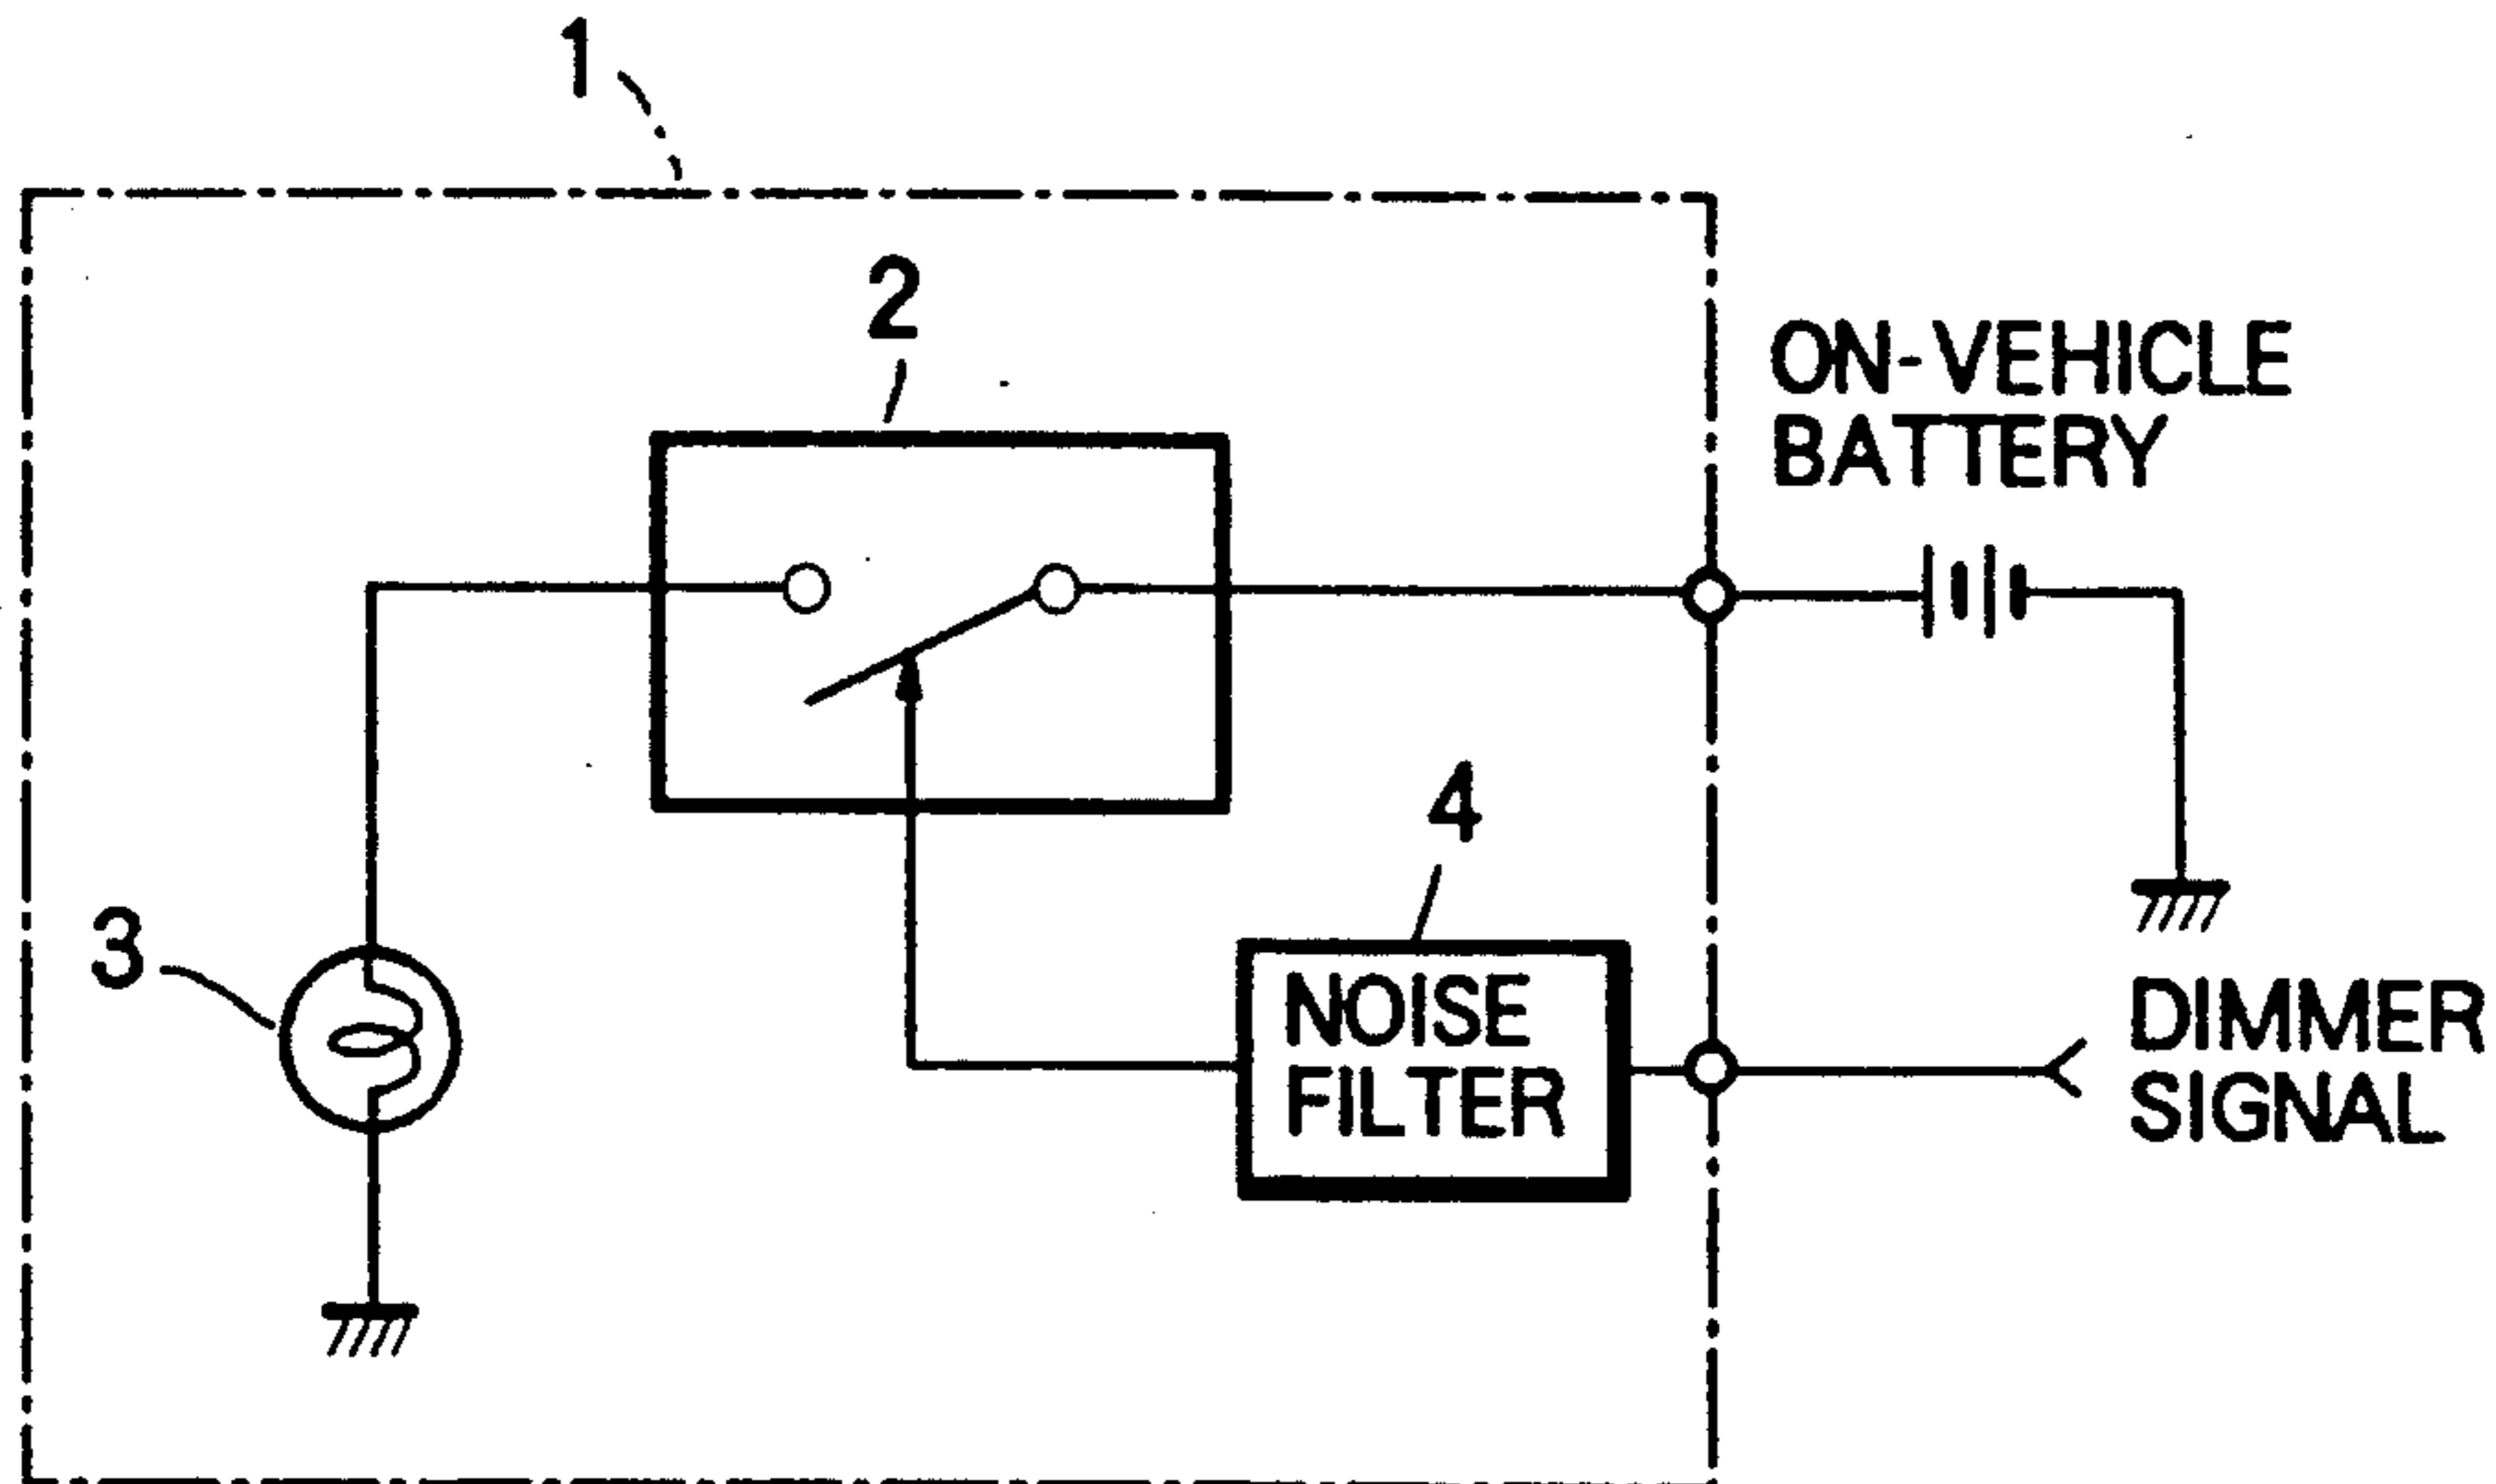 1
2
ON-VEHICLE
BATTERY
4
3
NOISE
FILTER
DIMMER
SIGNAL